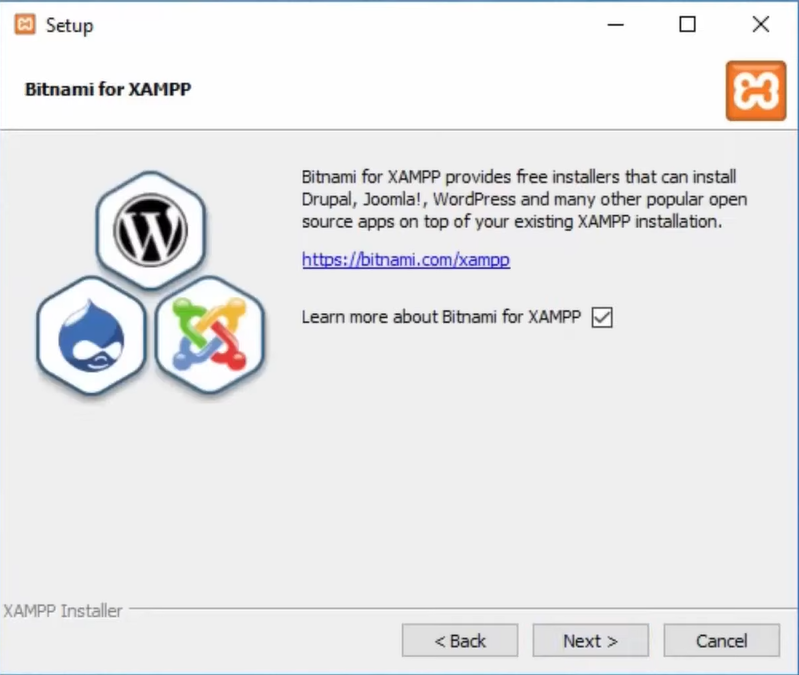 Setup
Bitnami for XAMPP
Bitnami for XAMPP provides free installers that can install
Drupal, Joomla!, WordPress and many other popular open
source apps on top of your existing XAMPP installation.
https://bitnami.com/xampp
Learn more about Bitnami for XAMPP
XAMPP Installer
< Back
Next >
Cancel